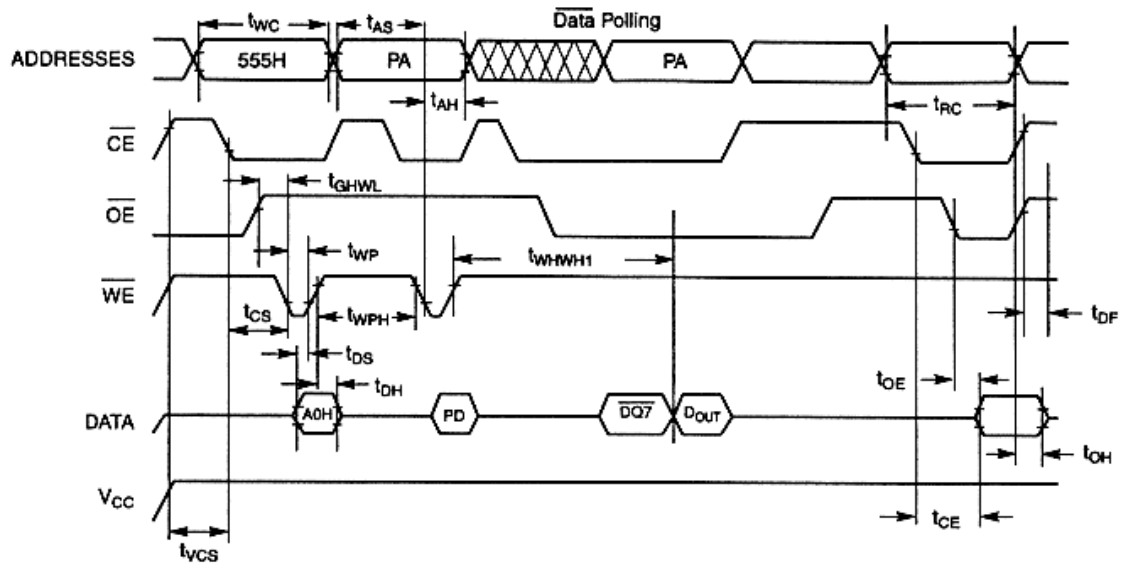 Data Polling
tWC
tAS
ADDRESSES
555H
PA
PA
tAH
tRC
CE
tGHWL
OE
tWP
tWHWH1
WE
tCS
tWPH
tDF
tDS
tOE
tDH
DATA
A0H
PD
DQ7
DOUT
tOH
VCC
tCE
tVCS